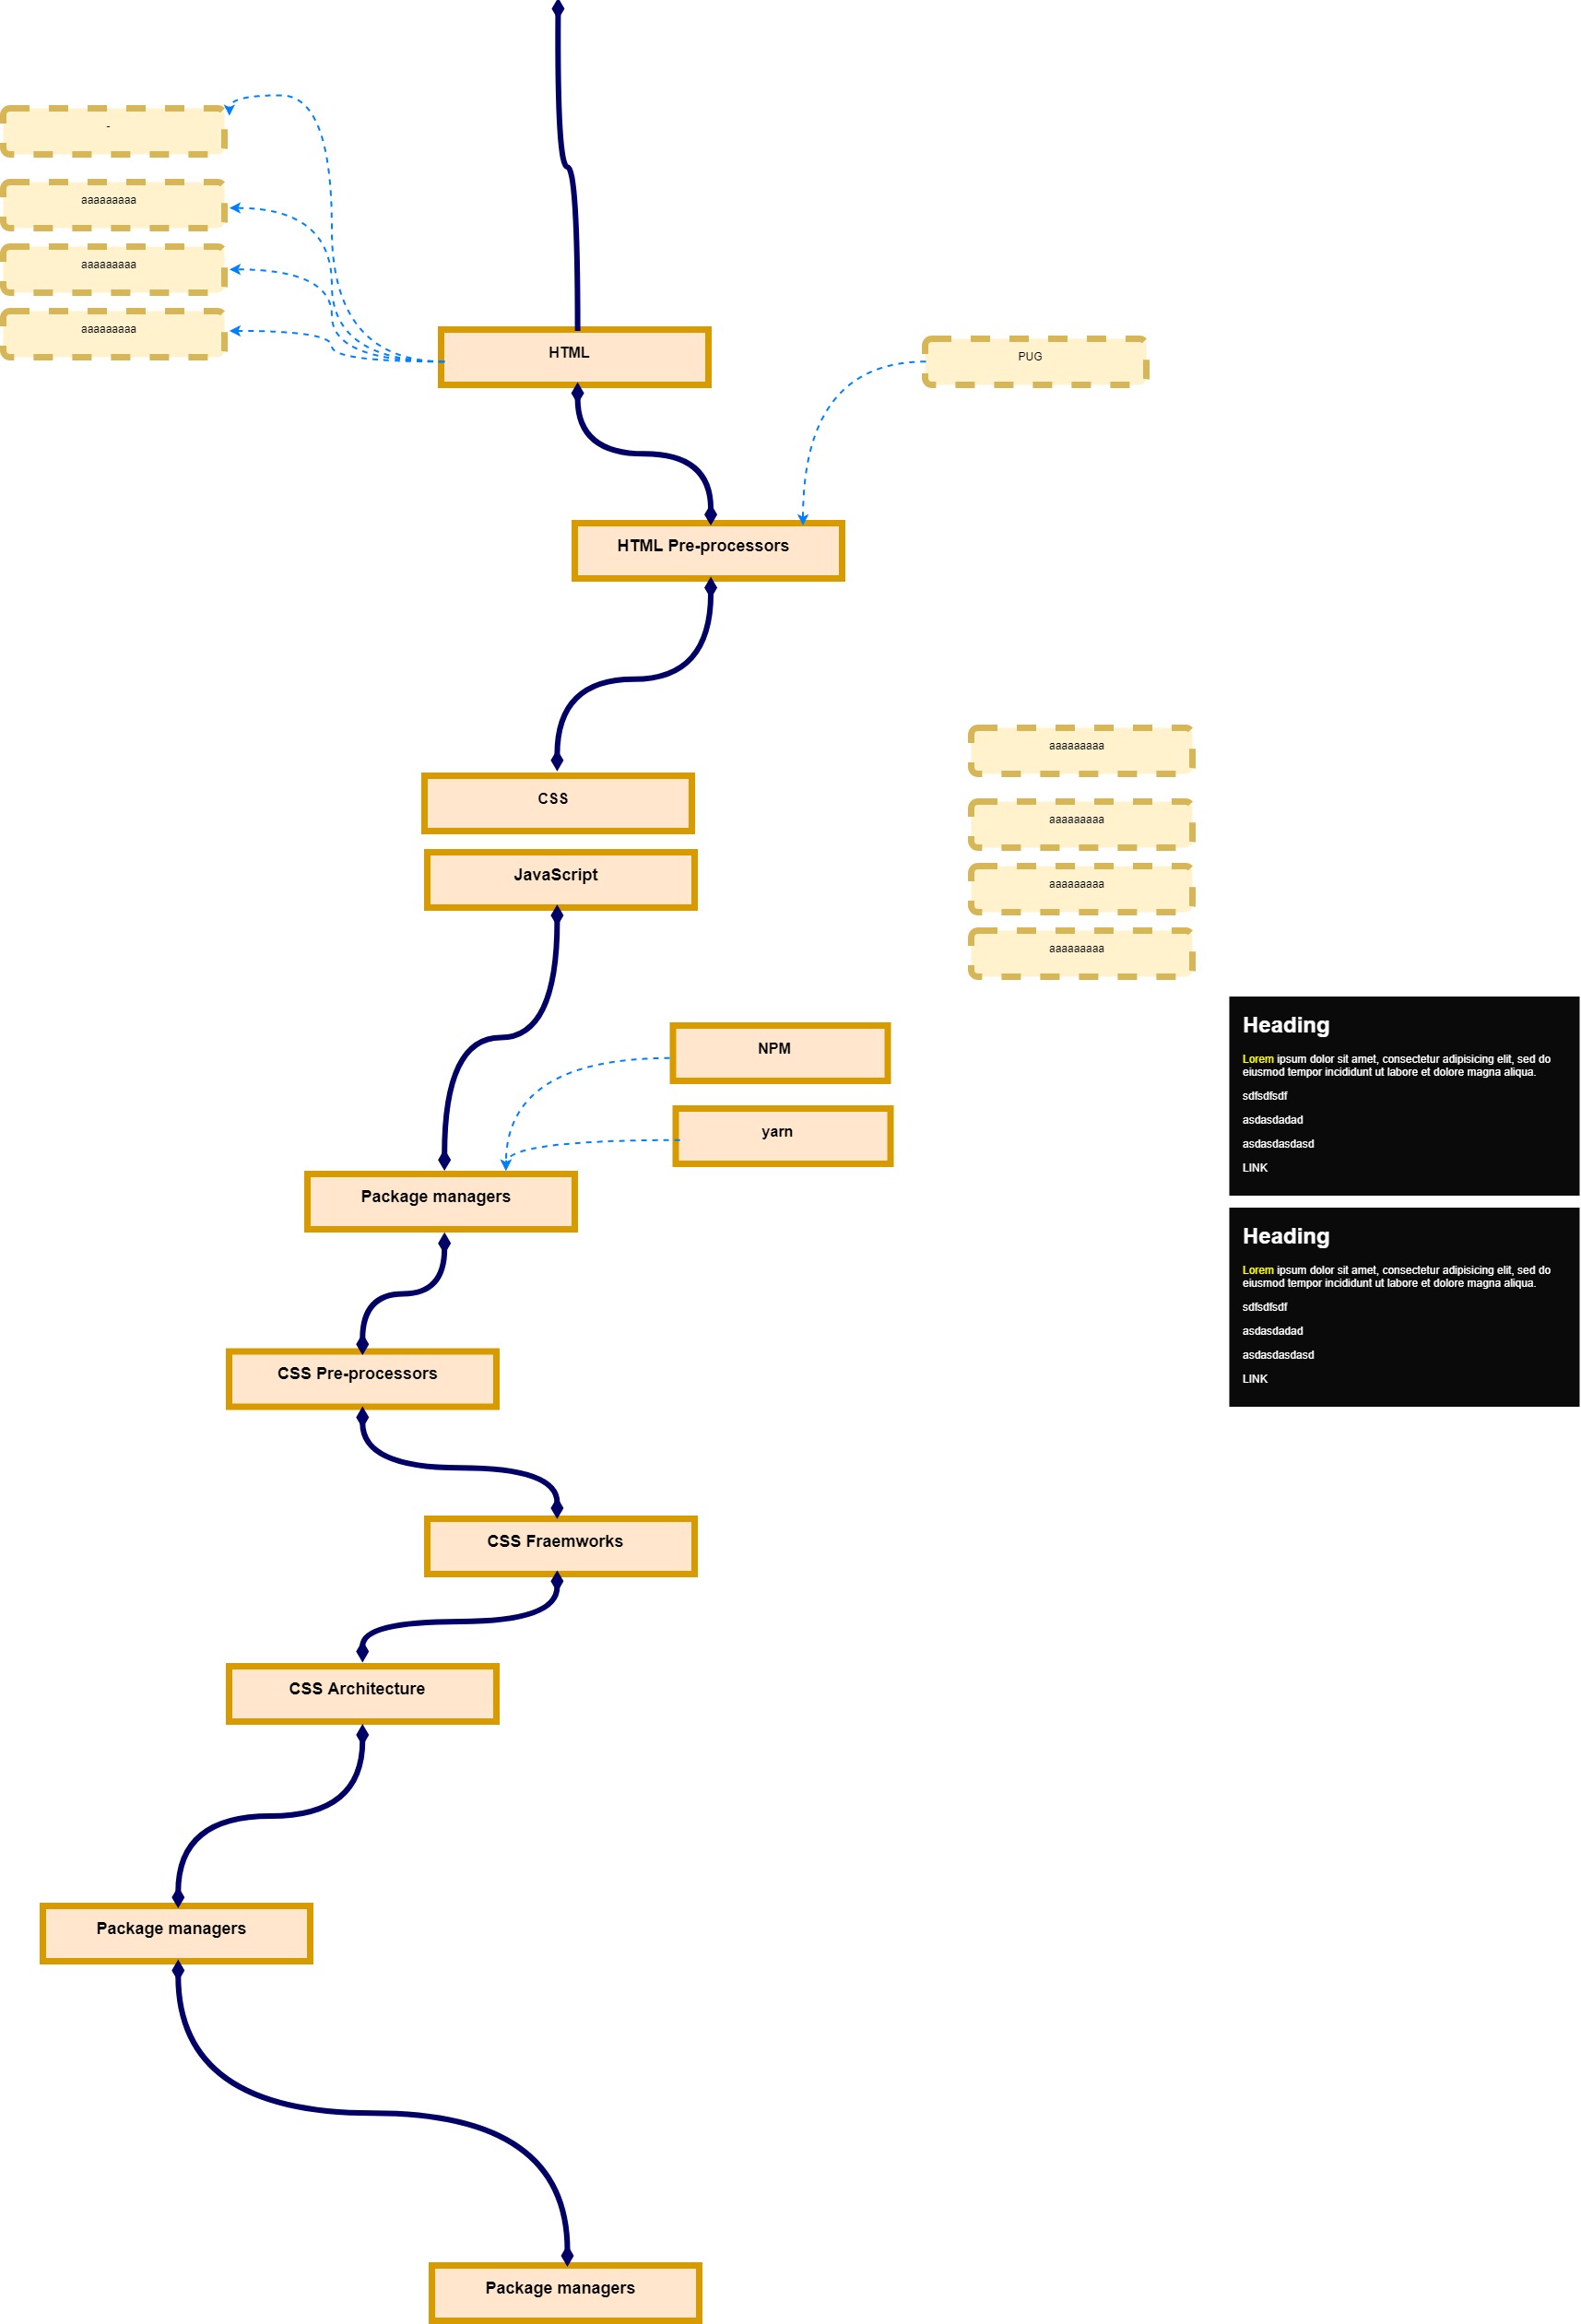 -
aaaaaaaaa
aaaaaaaaa
aaaaaaaaa
HTML
PUG
HTML Pre-processors
aaaaaaaaa
CSS
aaaaaaaaa
JavaScript
aaaaaaaaa
aaaaaaaaa
Heading
Lorem ipsum dolor sit amet, consectetur adipisicing elit, sed do
eiusmod tempor incididunt ut labore et dolore magna aliqua.
sdfsdfsdf
asdasdadad
asdasdasdasd
LINK
NPM
yarn
Package managers
Heading
Lorem ipsum dolor sit amet, consectetur adipisicing elit, sed do
eiusmod tempor incididunt ut labore et dolore magna aliqua.
sdfsdfsdf
asdasdadad
asdasdasdasd
LINK
CSS Pre-processors
CSS Fraemworks
CSS Architecture
Package managers
Package managers